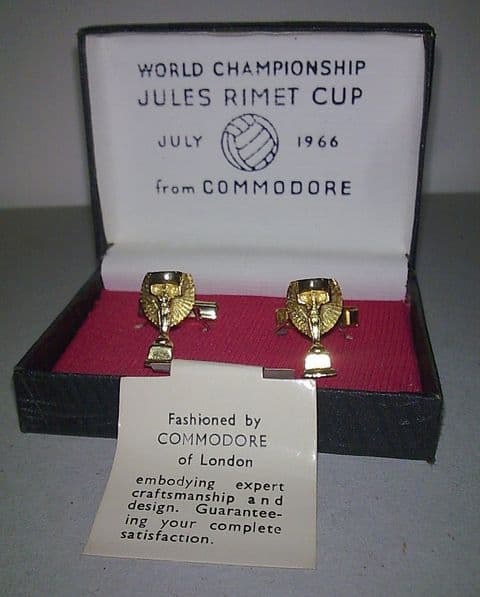 WORLD CHAMPIONSHIP
JULES RIMET CUP
JULY 1966
from COMMODORE
Fashioned by
COMMODORE
of London
embodying expert
craftsmanship and
design. Guarantee-
ing your complete
satisfaction.